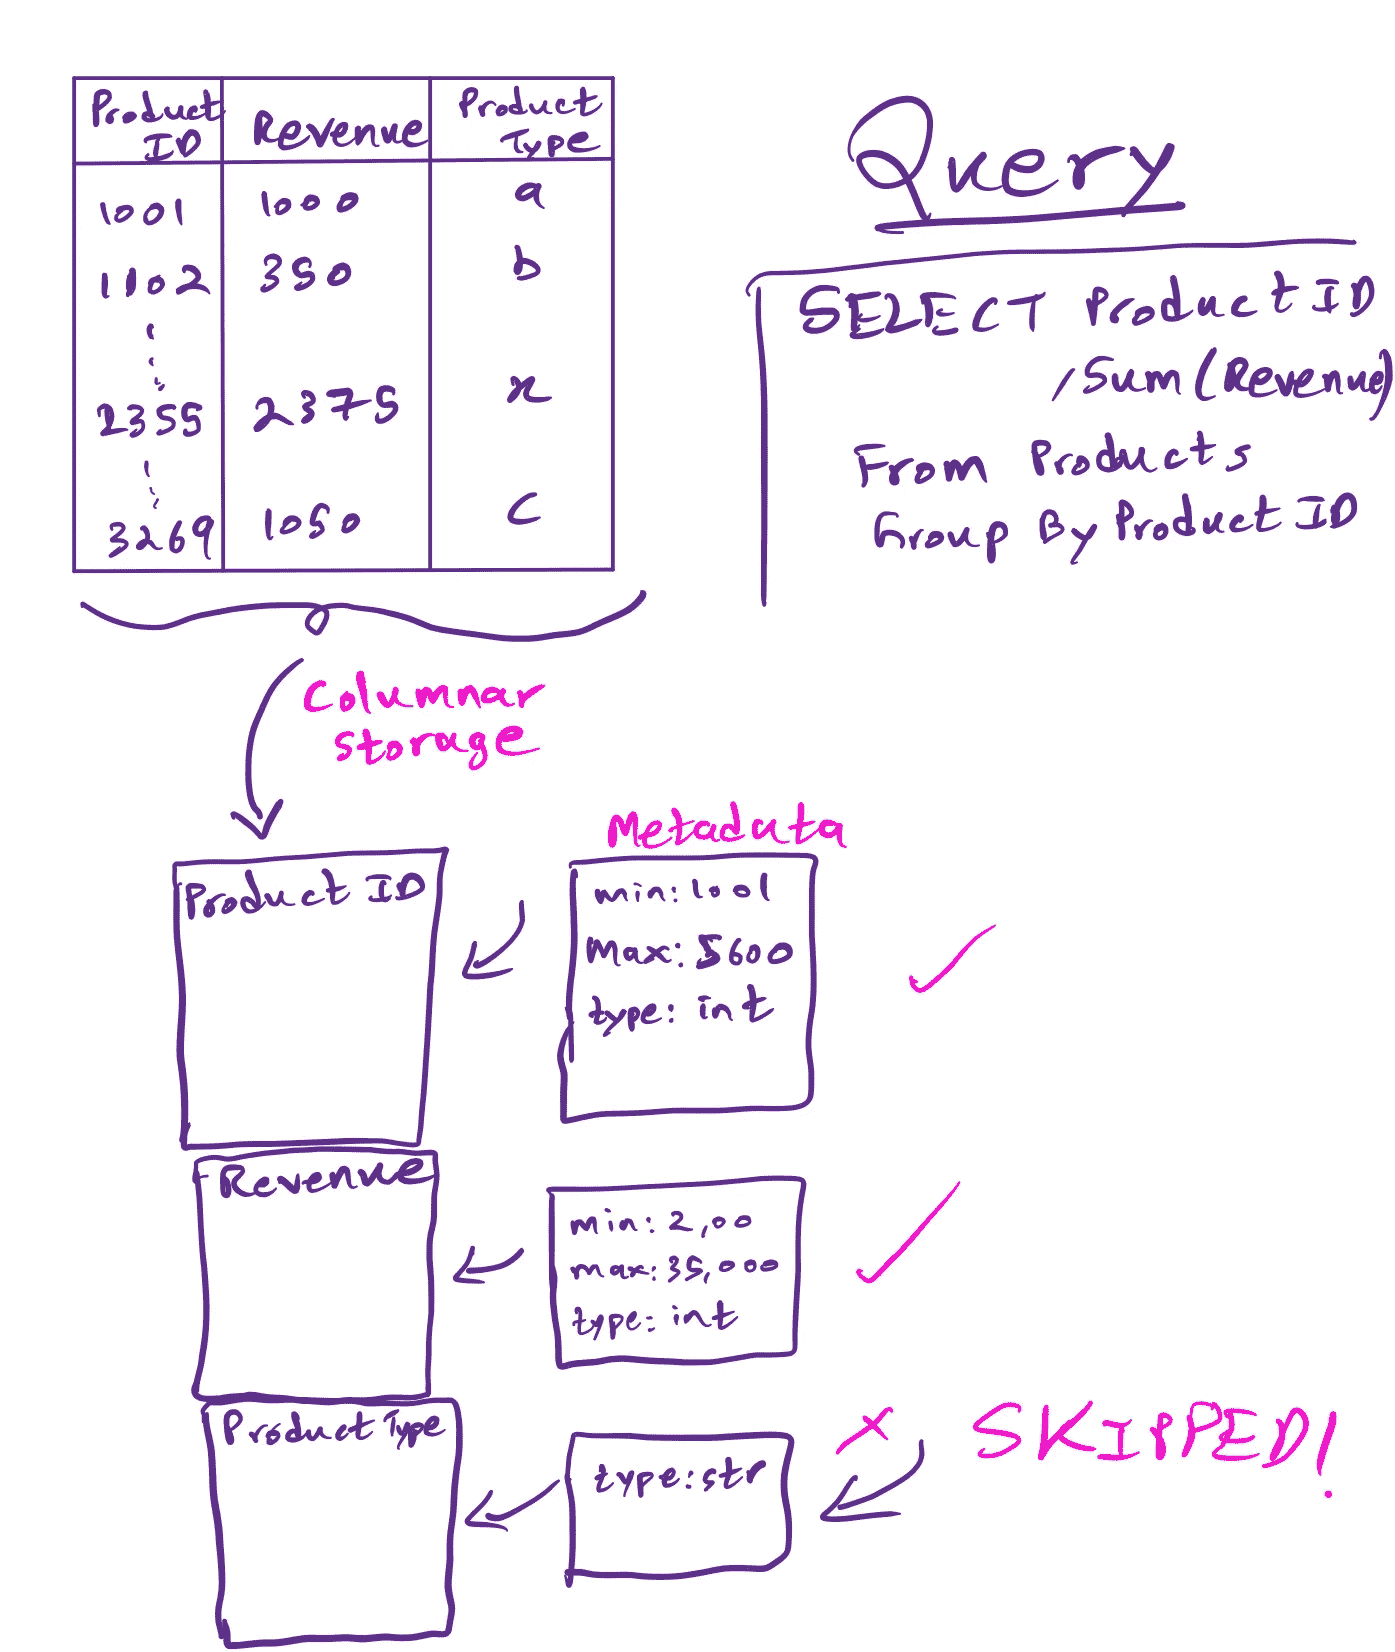 Product ID
Revenue
Product Type
1001 1000 a
1102 350 b
2355 2375 x
3269 1050 c
Query
SELECT Product ID
, Sum (Revenue)
From Products
Group By Product ID
Columnar
storage
Metadata
Product ID
min: 1001
Max: 5600
type: int
Revenue
min: 2,00
max: 35,000
type: int
Product Type
type: str
x SKIPPED!